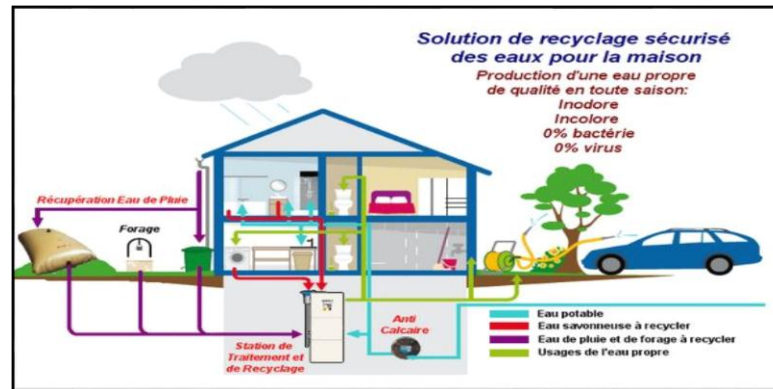 Solution de recyclage sécurisé
des eaux pour la maison
Production d'une eau propre
de qualité en toute saison:
Inodore
Incolore
0% bactérie
0% virus
Récupération Eau de Pluie
Forage
Anti
Calcaire
Station de
Traitement et
de Recyclage
Eau potable
Eau savonneuse à recycler
Eau de pluie et de forage à recycler
Usages de l'eau propre